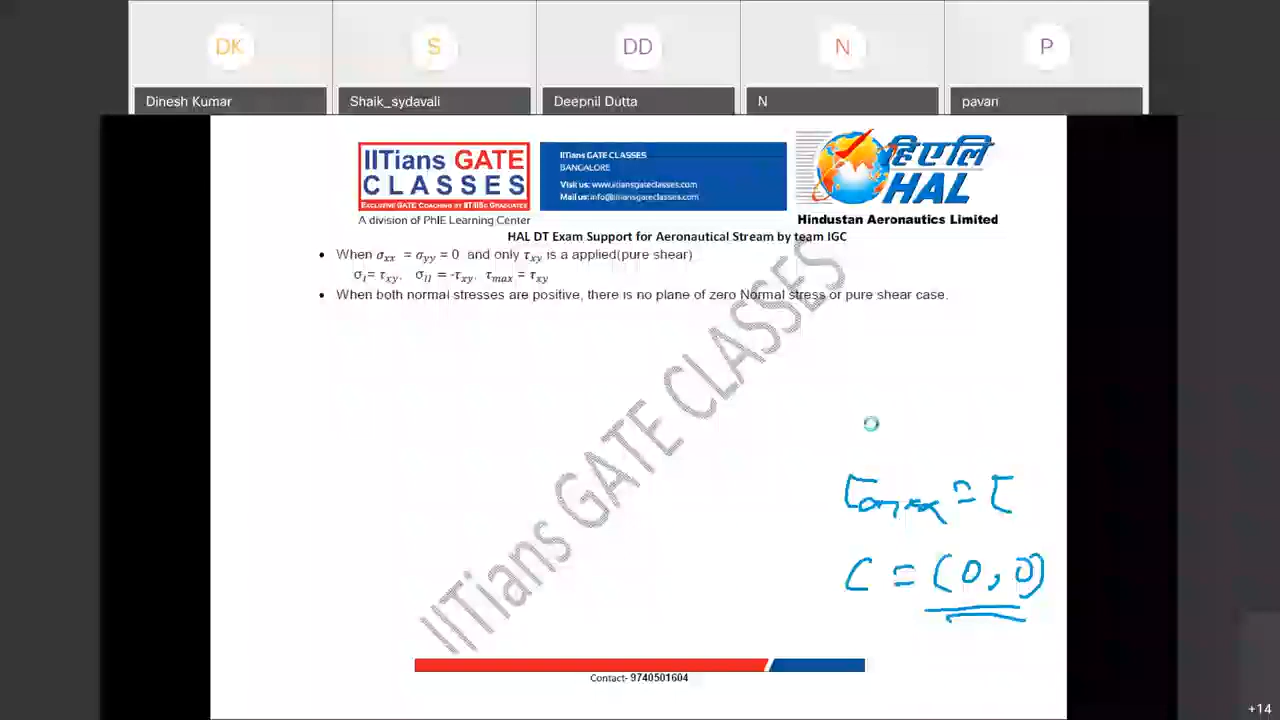 DK
S
DD
N
P
Dinesh Kumar
Shaik_sydavali
Deepnil Dutta
N
pavan
IITians GATE
CLASSES
EXCLUSIVE GATE COACHING BY IIT/IISC GRADUATES
A division of PhIE Learning Center
IITians GATE CLASSES
BANGALORE
Visit us: www.iitiansgateclasses.com
Mail us: info@iitiansgateclasses.com
हिएलि
HAL
Hindustan Aeronautics Limited
HAL DT Exam Support for Aeronautical Stream by team IGC
• When σxx = σyy = 0 and only τxy is a applied(pure shear)
σI= τxy, σII = -τxy, τmax = τxy
• When both normal stresses are positive, there is no plane of zero Normal stress or pure shear case.
IITians GATE CLASSES
τmax = τ
C = (0,0)
Contact- 9740501604
+14